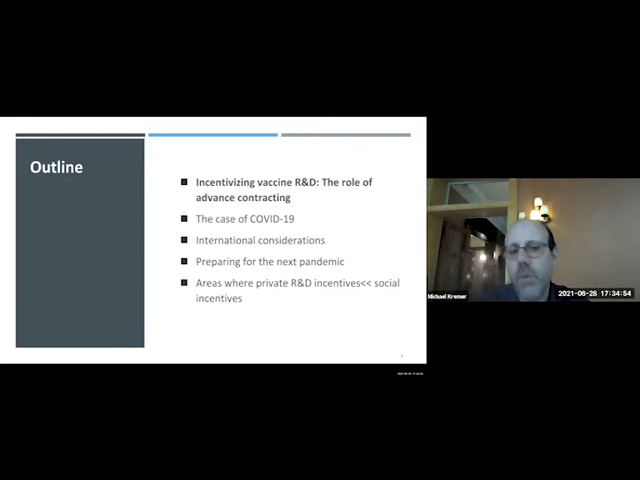 Outline
Incentivizing vaccine R&D: The role of
advance contracting
The case of COVID-19
International considerations
Preparing for the next pandemic
Areas where private R&D incentives<< social
incentives
Michael Kremer
2021-06-28 17:34:54